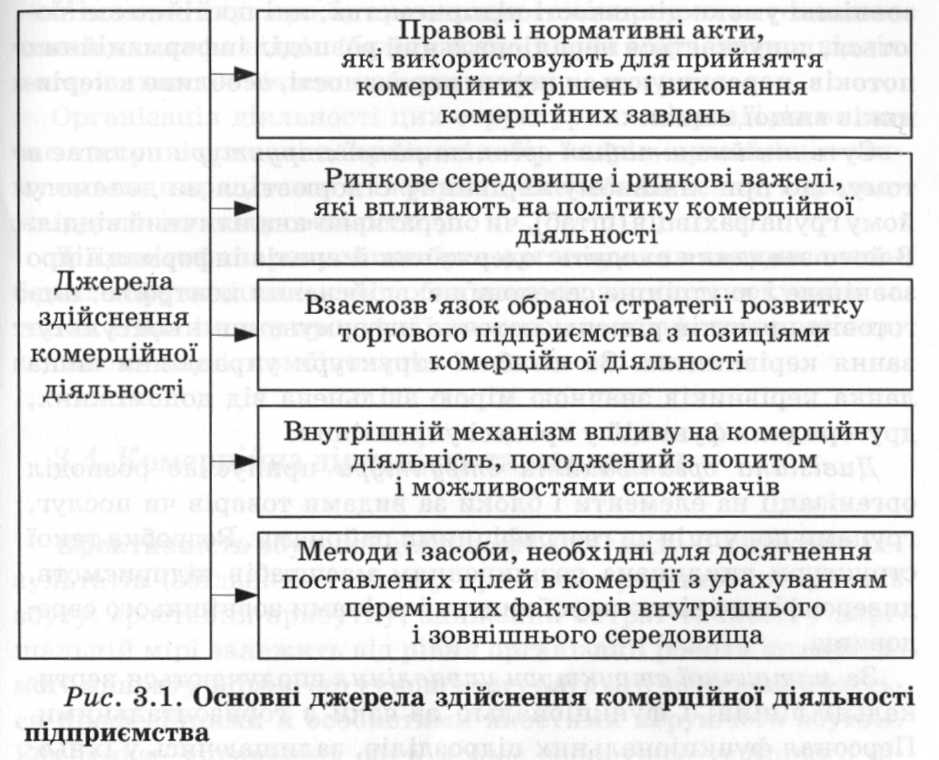 Джерела
здійснення
комерційної
діяльності
Правові і нормативні акти,
які використовують для прийняття
комерційних рішень і виконання
комерційних завдань
Ринкове середовище і ринкові важелі,
які впливають на політику комерційної
діяльності
Взаємозв’язок обраної стратегії розвитку
торгового підприємства з позиціями
комерційної діяльності
Внутрішній механізм впливу на комерційну
діяльність, погоджений з попитом
і можливостями споживачів
Методи і засоби, необхідні для досягнення
поставлених цілей в комерції з урахуванням
перемінних факторів внутрішнього
і зовнішнього середовища
Рис. 3.1. Основні джерела здійснення комерційної діяльності
підприємства